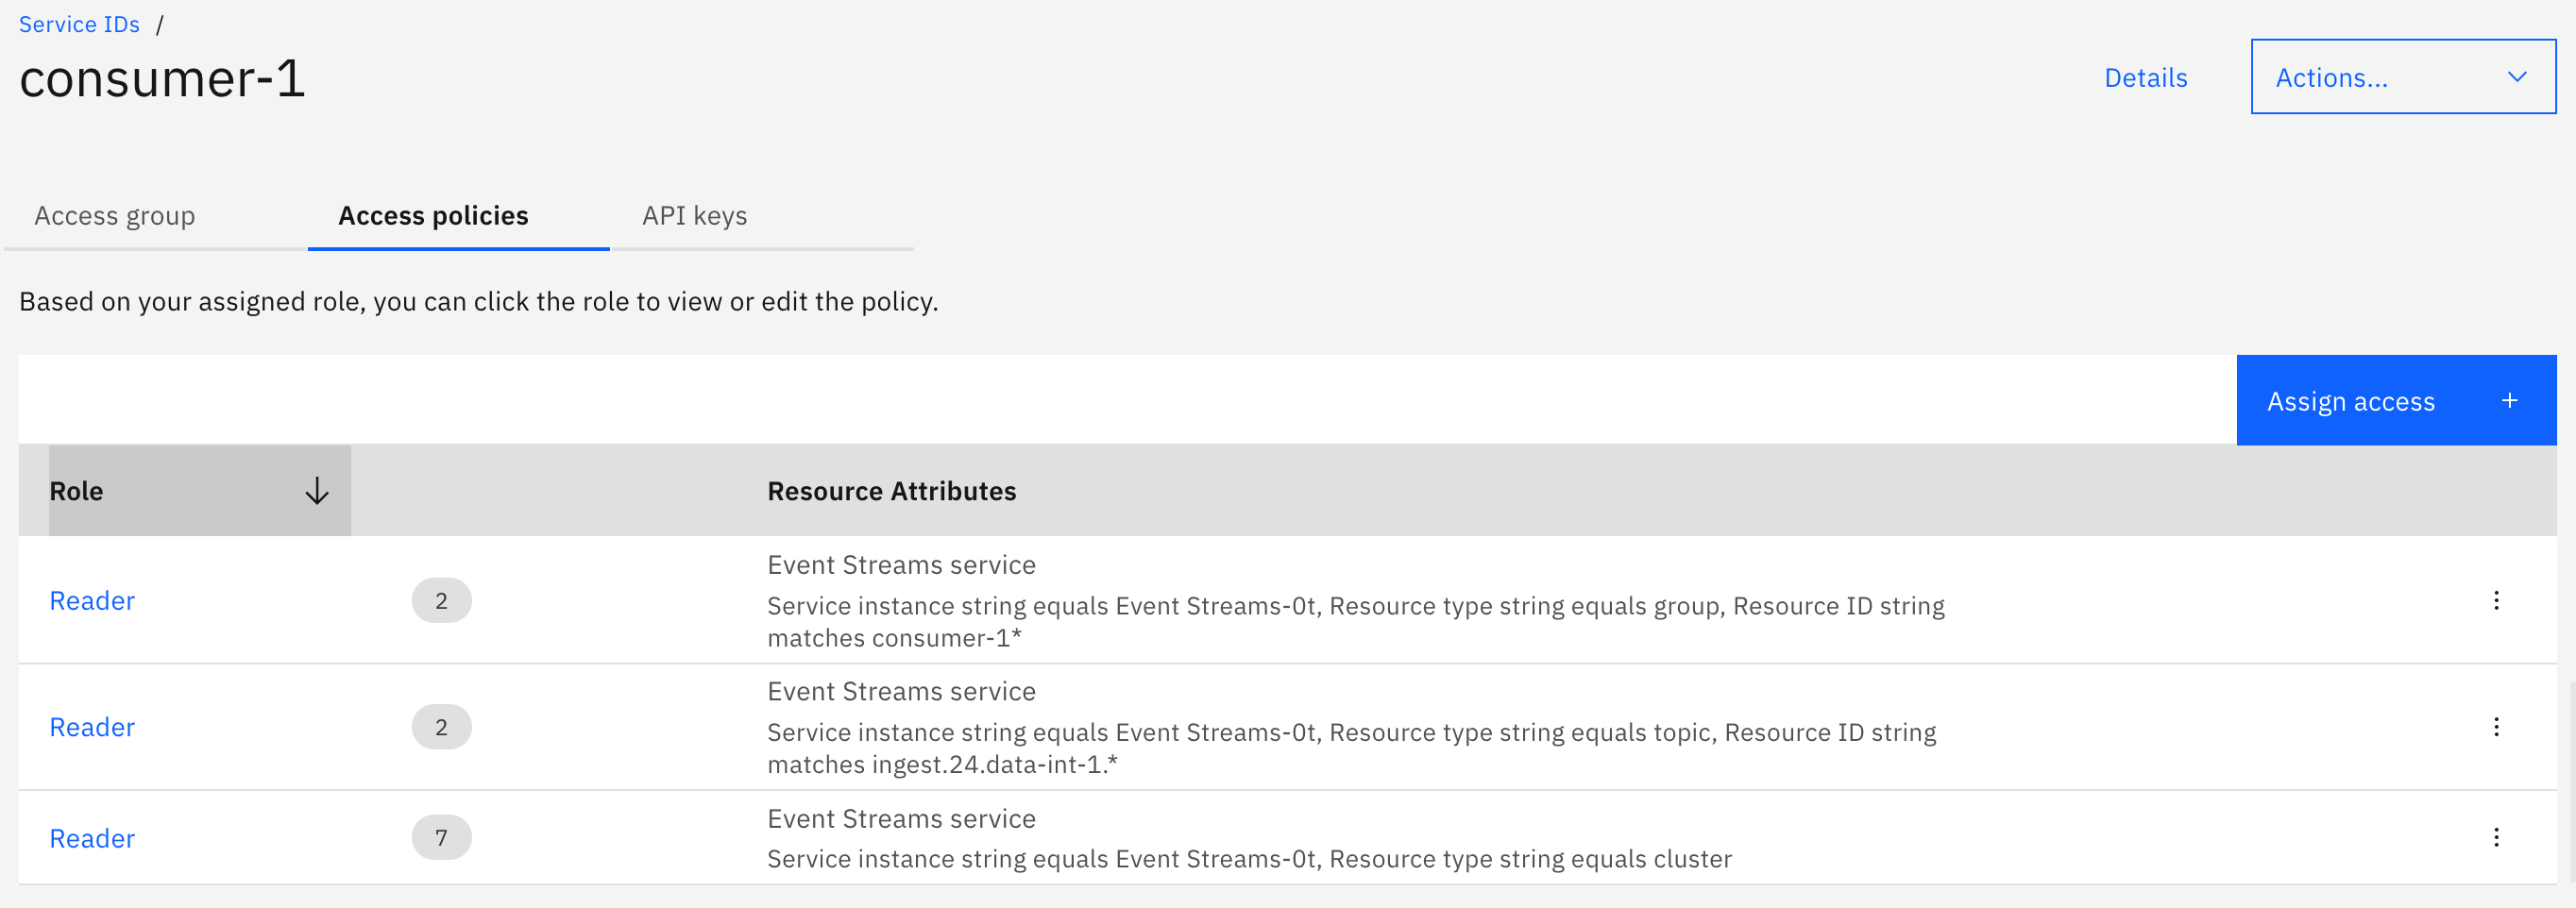 Service IDs /
consumer-1
Details
Actions...
Access group
Access policies
API keys
Based on your assigned role, you can click the role to view or edit the policy.
Assign access +
Role
Resource Attributes
Reader
2
Event Streams service
Service instance string equals Event Streams-0t, Resource type string equals group, Resource ID string
matches consumer-1*
Reader
2
Event Streams service
Service instance string equals Event Streams-0t, Resource type string equals topic, Resource ID string
matches ingest.24.data-int-1.*
Reader
7
Event Streams service
Service instance string equals Event Streams-0t, Resource type string equals cluster